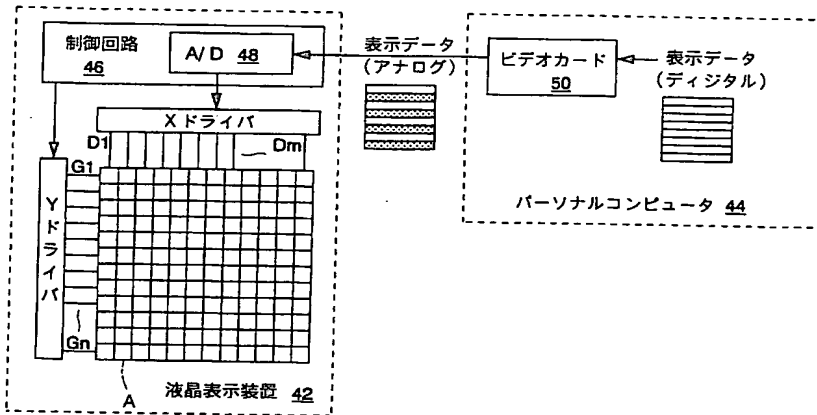 制御回路
46
A/D 48
表示データ
(アナログ)
ビデオカード
50
表示データ
(ディジタル)
Xドライバ
D1
Dm
G1
Yドライバ
Gn
A
液晶表示装置 42
パーソナルコンピュータ 44